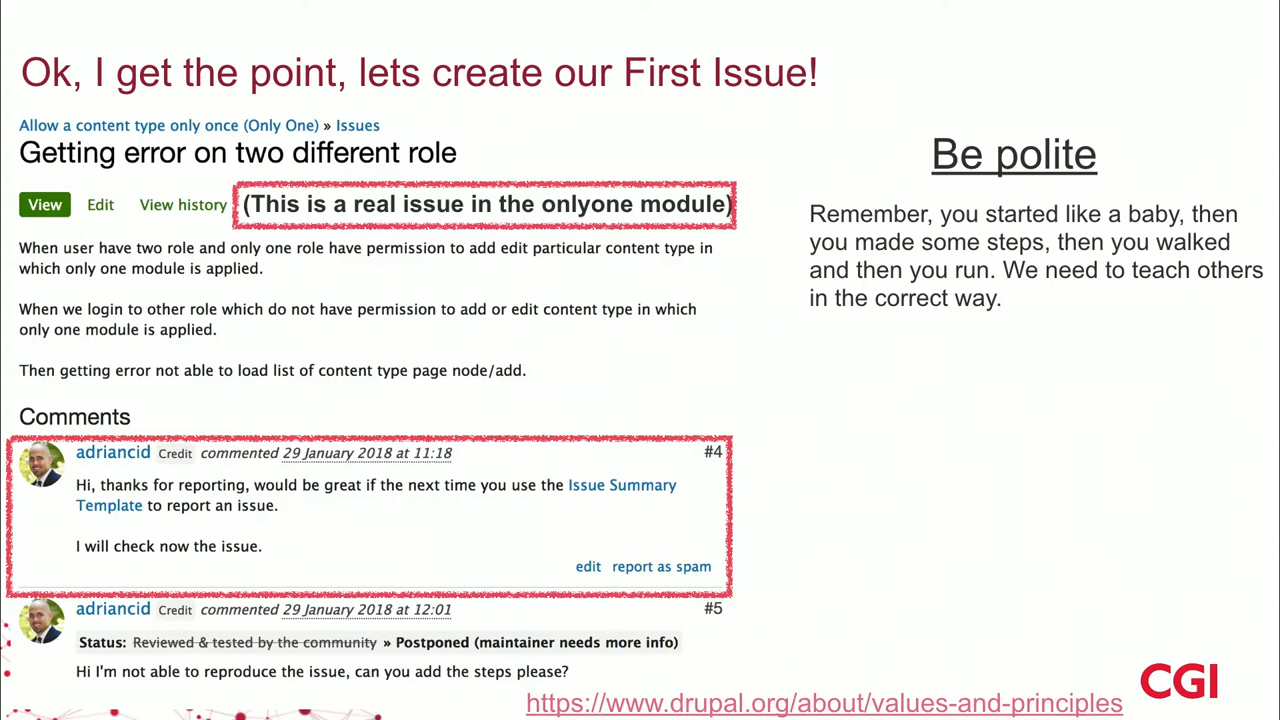 Ok, I get the point, lets create our First Issue!
Allow a content type only once (Only One) » Issues
Getting error on two different role
View Edit View history (This is a real issue in the onlyone module)
When user have two role and only one role have permission to add edit particular content type in
which only one module is applied.
When we login to other role which do not have permission to add or edit content type in which
only one module is applied.
Then getting error not able to load list of content type page node/add.
Comments
adriancid Credit commented 29 January 2018 at 11:18 #4
Hi, thanks for reporting, would be great if the next time you use the Issue Summary
Template to report an issue.
I will check now the issue.
edit report as spam
adriancid Credit commented 29 January 2018 at 12:01 #5
Status: Reviewed & tested by the community » Postponed (maintainer needs more info)
Hi I'm not able to reproduce the issue, can you add the steps please?
Be polite
Remember, you started like a baby, then
you made some steps, then you walked
and then you run. We need to teach others
in the correct way.
CGI
https://www.drupal.org/about/values-and-principles